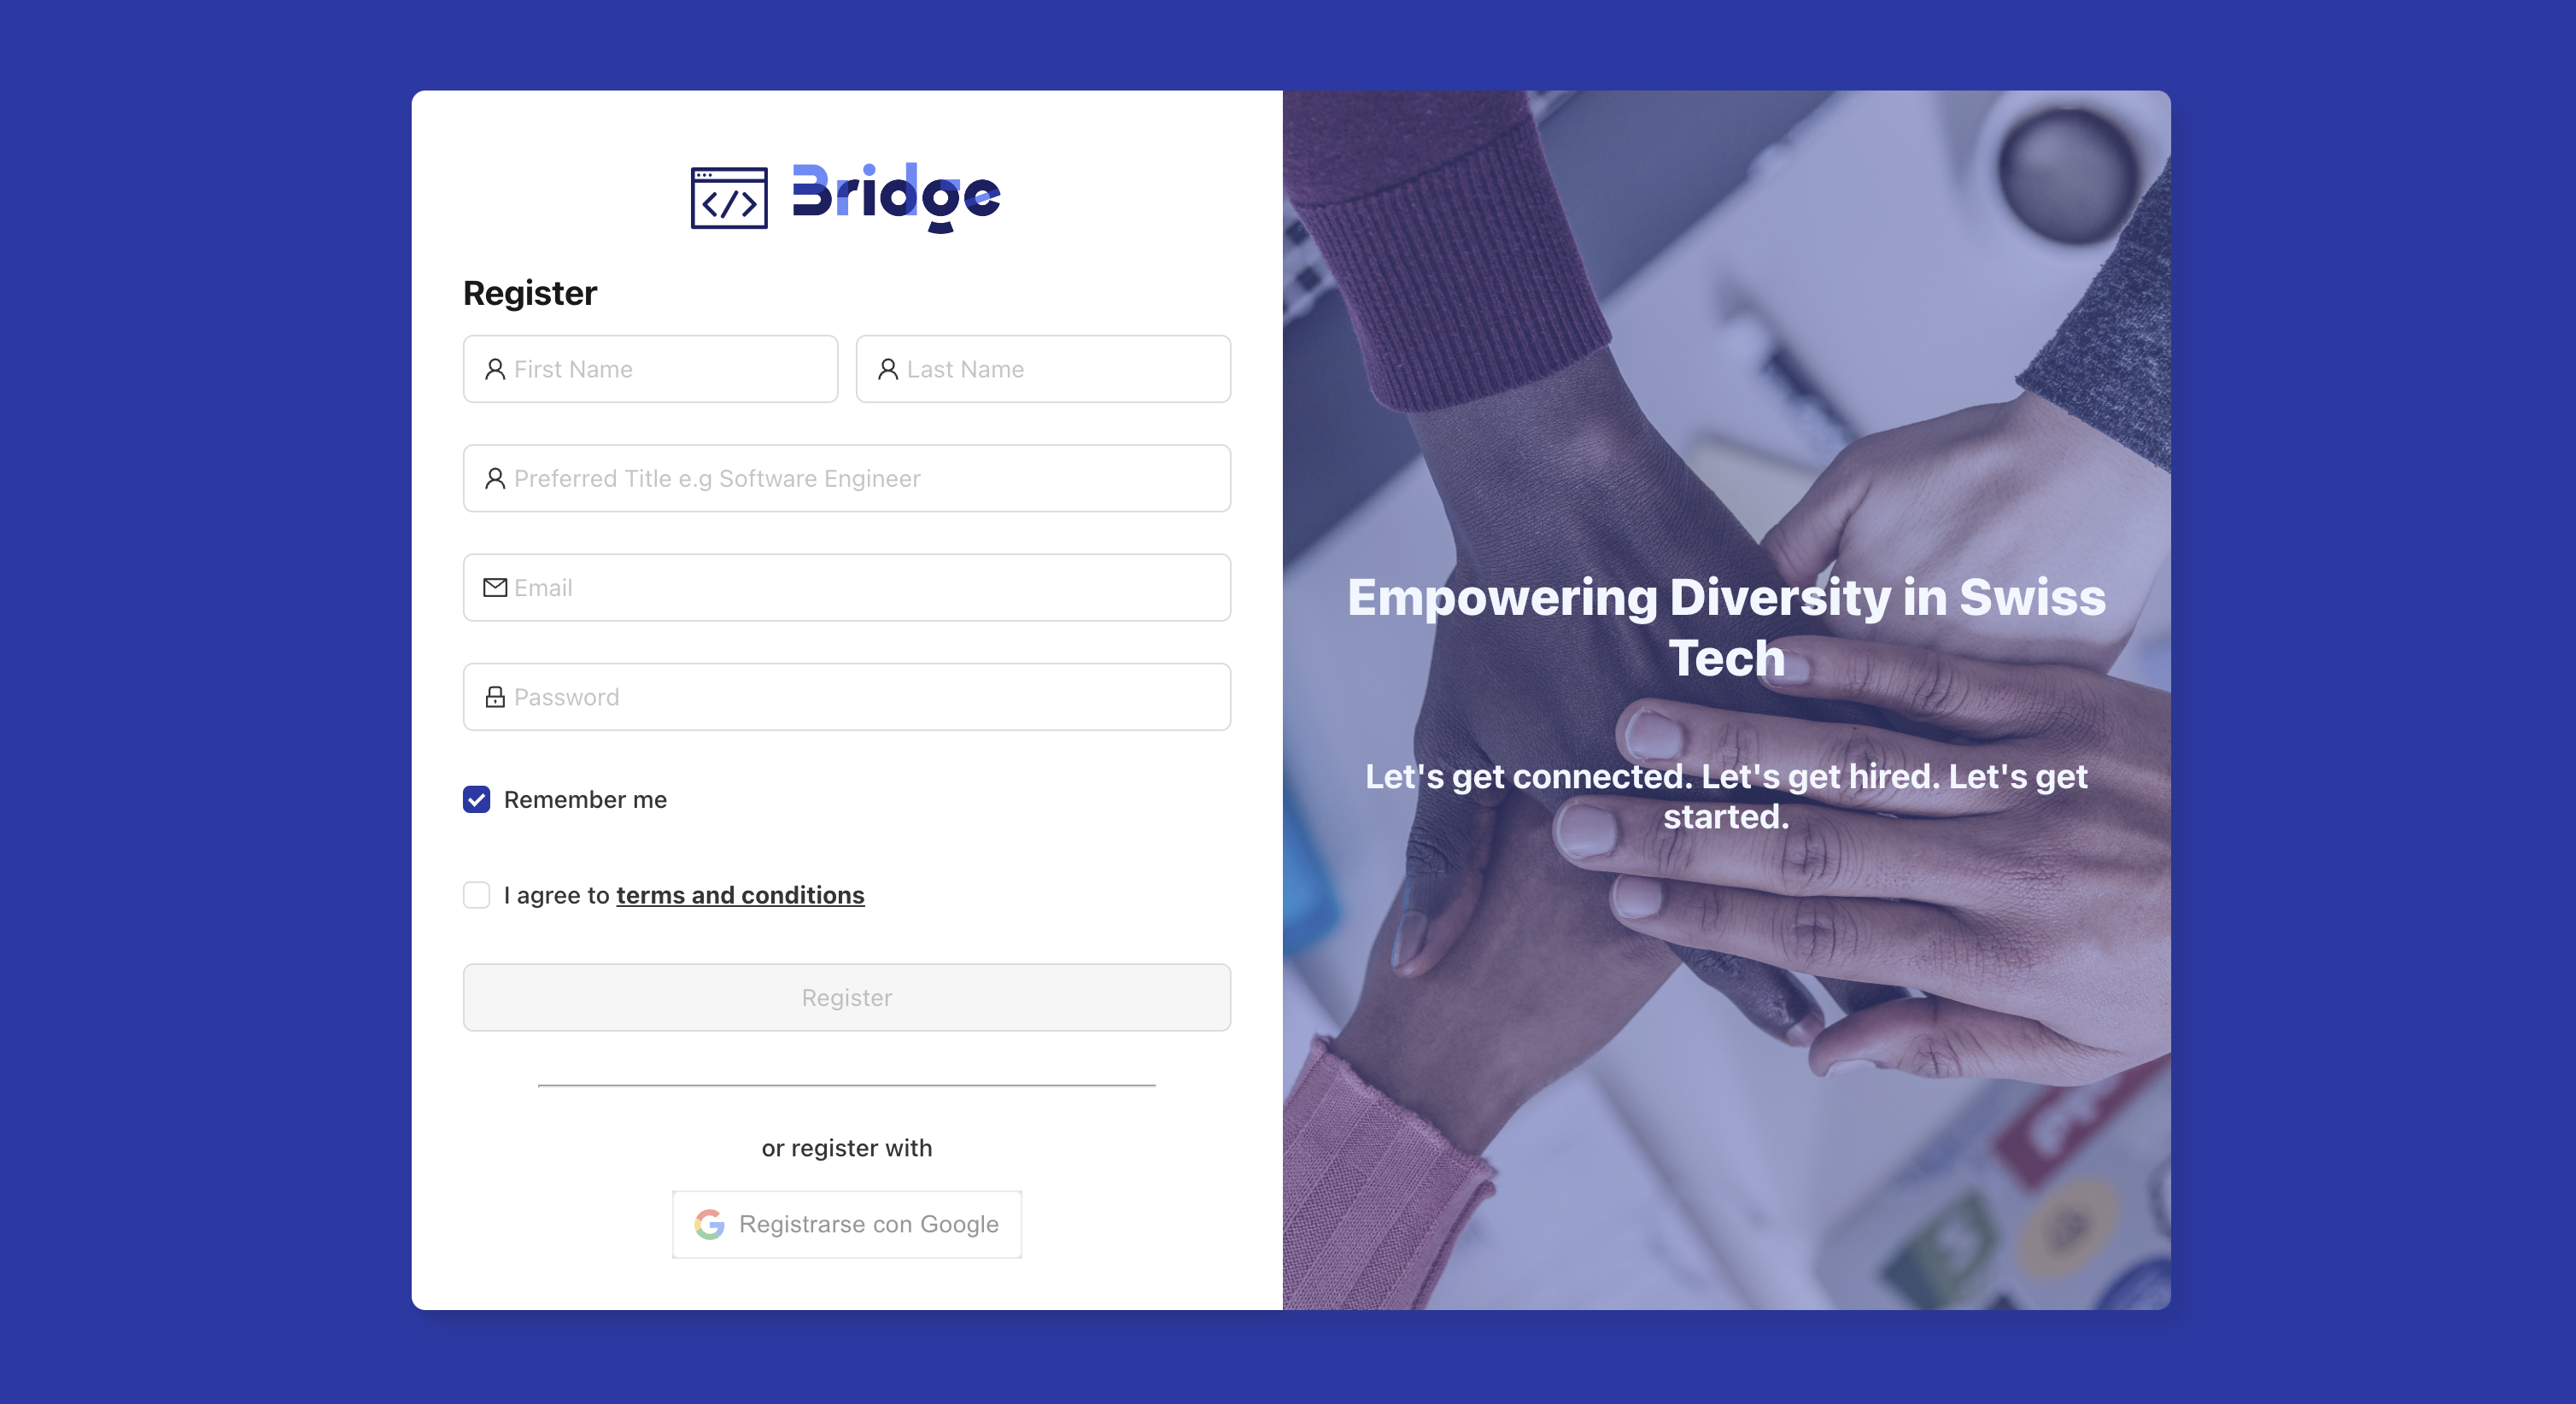 </> Bridge
Register
First Name
Last Name
Preferred Title e.g Software Engineer
Email
Password
Remember me
I agree to terms and conditions
Register
or register with
Registrarse con Google
Empowering Diversity in Swiss
Tech
Let's get connected. Let's get hired. Let's get
started.